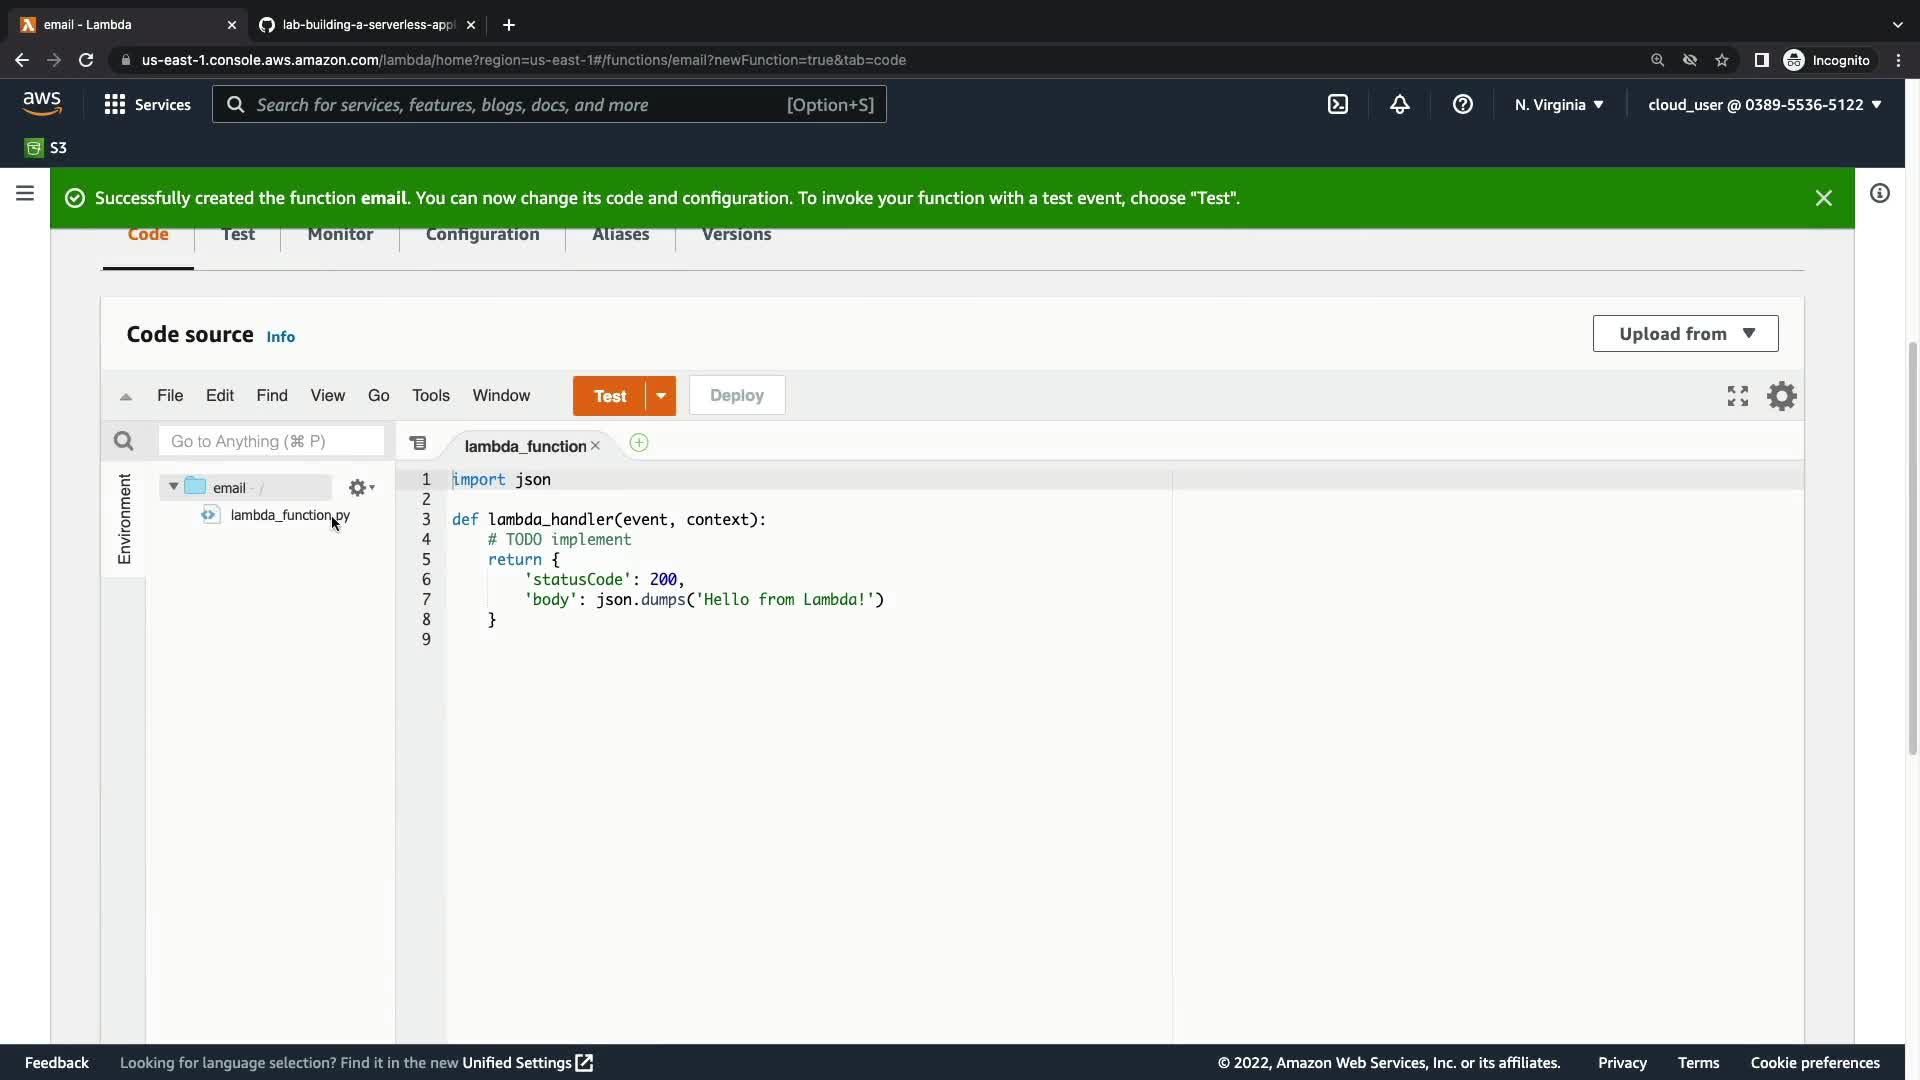 email - Lambda
lab-building-a-serverless-appl
us-east-1.console.aws.amazon.com/lambda/home?region=us-east-1#/functions/email?newFunction=true&tab=code
Incognito
aws
Services
Search for services, features, blogs, docs, and more
[Option+S]
N. Virginia
cloud_user @ 0389-5536-5122
S3
Successfully created the function email. You can now change its code and configuration. To invoke your function with a test event, choose "Test".
Code
Test
Monitor
Configuration
Aliases
Versions
Code source
Info
Upload from
File
Edit
Find
View
Go
Tools
Window
Test
Deploy
Go to Anything (⌘ P)
lambda_function
Environment
email - /
lambda_function.py
1 import json
2
3 def lambda_handler(event, context):
4 # TODO implement
5 return {
6 'statusCode': 200,
7 'body': json.dumps('Hello from Lambda!')
8 }
9
Feedback
Looking for language selection? Find it in the new Unified Settings
© 2022, Amazon Web Services, Inc. or its affiliates.
Privacy
Terms
Cookie preferences